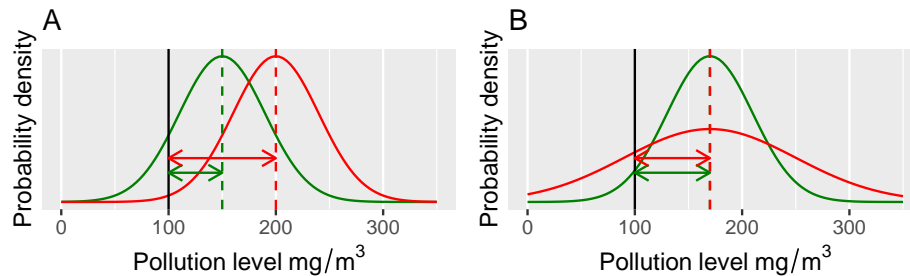 A
Probability density
0 100 200 300
Pollution level mg/m³
B
Probability density
0 100 200 300
Pollution level mg/m³